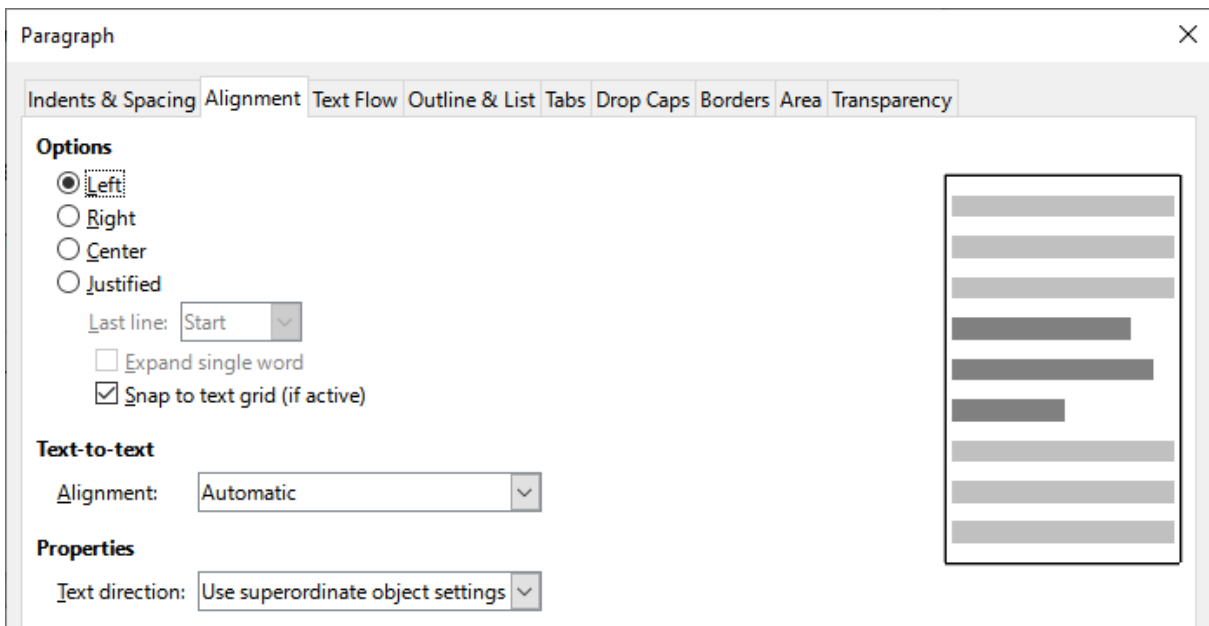 Paragraph
Indents & Spacing Alignment Text Flow Outline & List Tabs Drop Caps Borders Area Transparency
Options
Left
Right
Center
Justified
Last line: Start
Expand single word
Snap to text grid (if active)
Text-to-text
Alignment: Automatic
Properties
Text direction: Use superordinate object settings